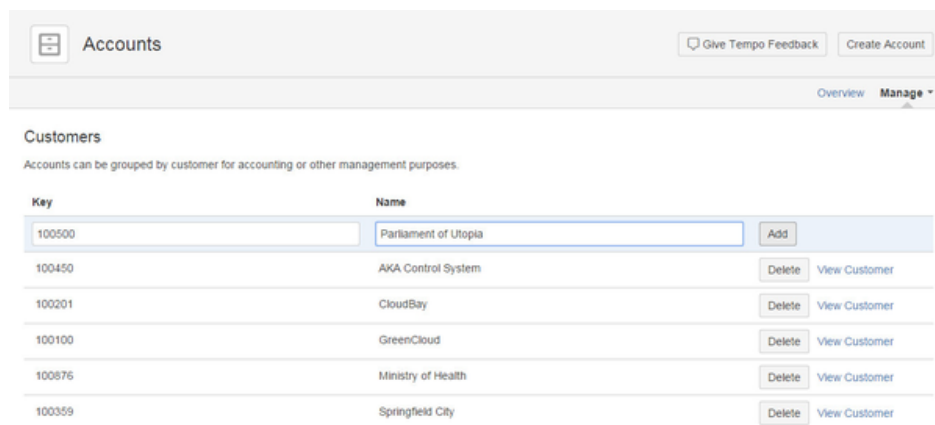 Accounts Give Tempo Feedback Create Account
Overview Manage
Customers
Accounts can be grouped by customer for accounting or other management purposes.
Key Name
100500 Parliament of Utopia Add
100450 AKA Control System Delete View Customer
100201 CloudBay Delete View Customer
100100 GreenCloud Delete View Customer
100876 Ministry of Health Delete View Customer
100359 Springfield City Delete View Customer